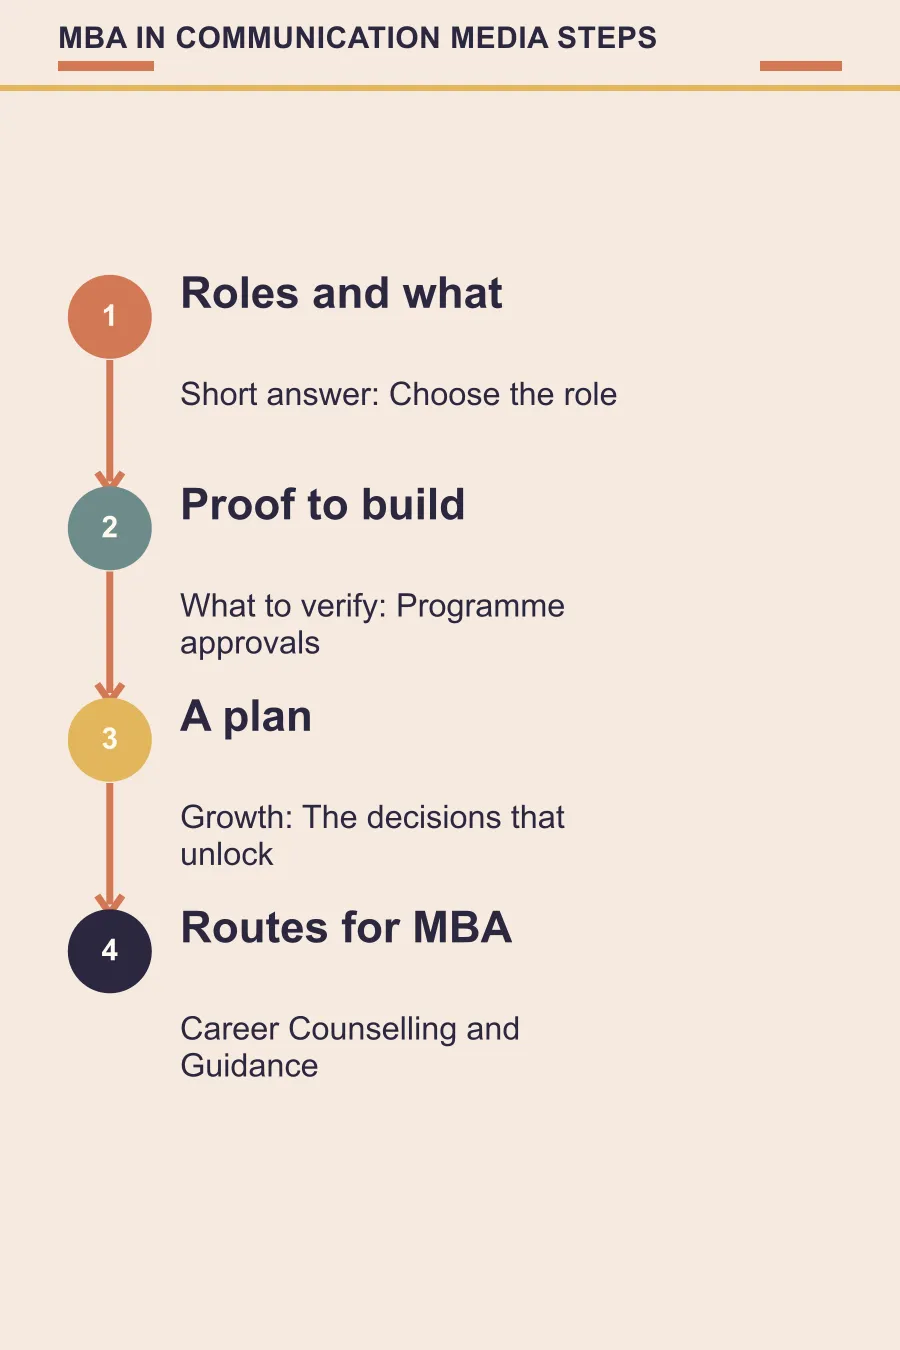 MBA IN COMMUNICATION MEDIA STEPS
1
Roles and what
Short answer: Choose the role
2
Proof to build
What to verify: Programme
approvals
3
A plan
Growth: The decisions that
unlock
4
Routes for MBA
Career Counselling and
Guidance